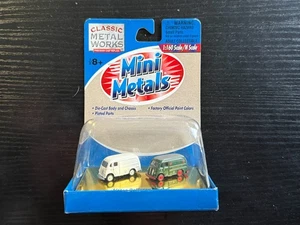 CLASSIC
METAL
WORKS
8+
1:160 Scale/N Scale
Mini
Metals
• Die-Cast Body and Chassis
• Plated Parts
• Factory Official Paint Colors